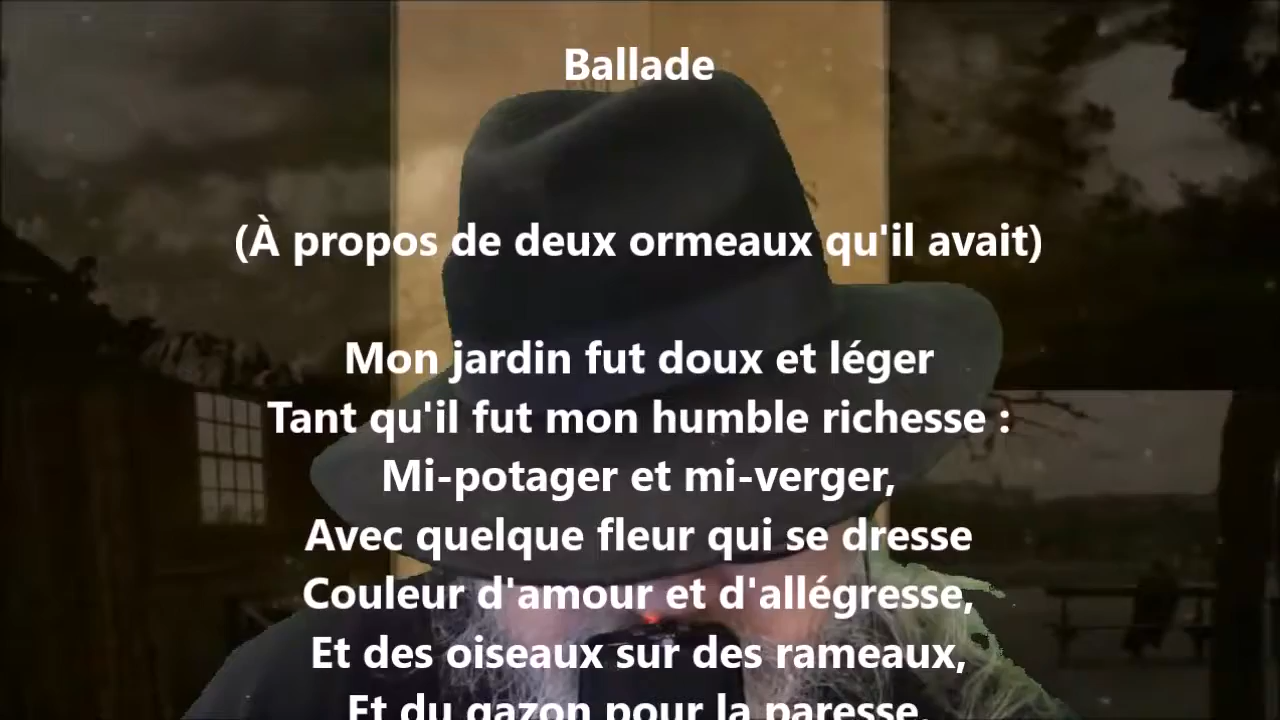 Ballade
(À propos de deux ormeaux qu'il avait)
Mon jardin fut doux et léger
Tant qu'il fut mon humble richesse :
Mi-potager et mi-verger,
Avec quelque fleur qui se dresse
Couleur d'amour et d'allégresse,
Et des oiseaux sur des rameaux,
Et du gazon pour la paresse.